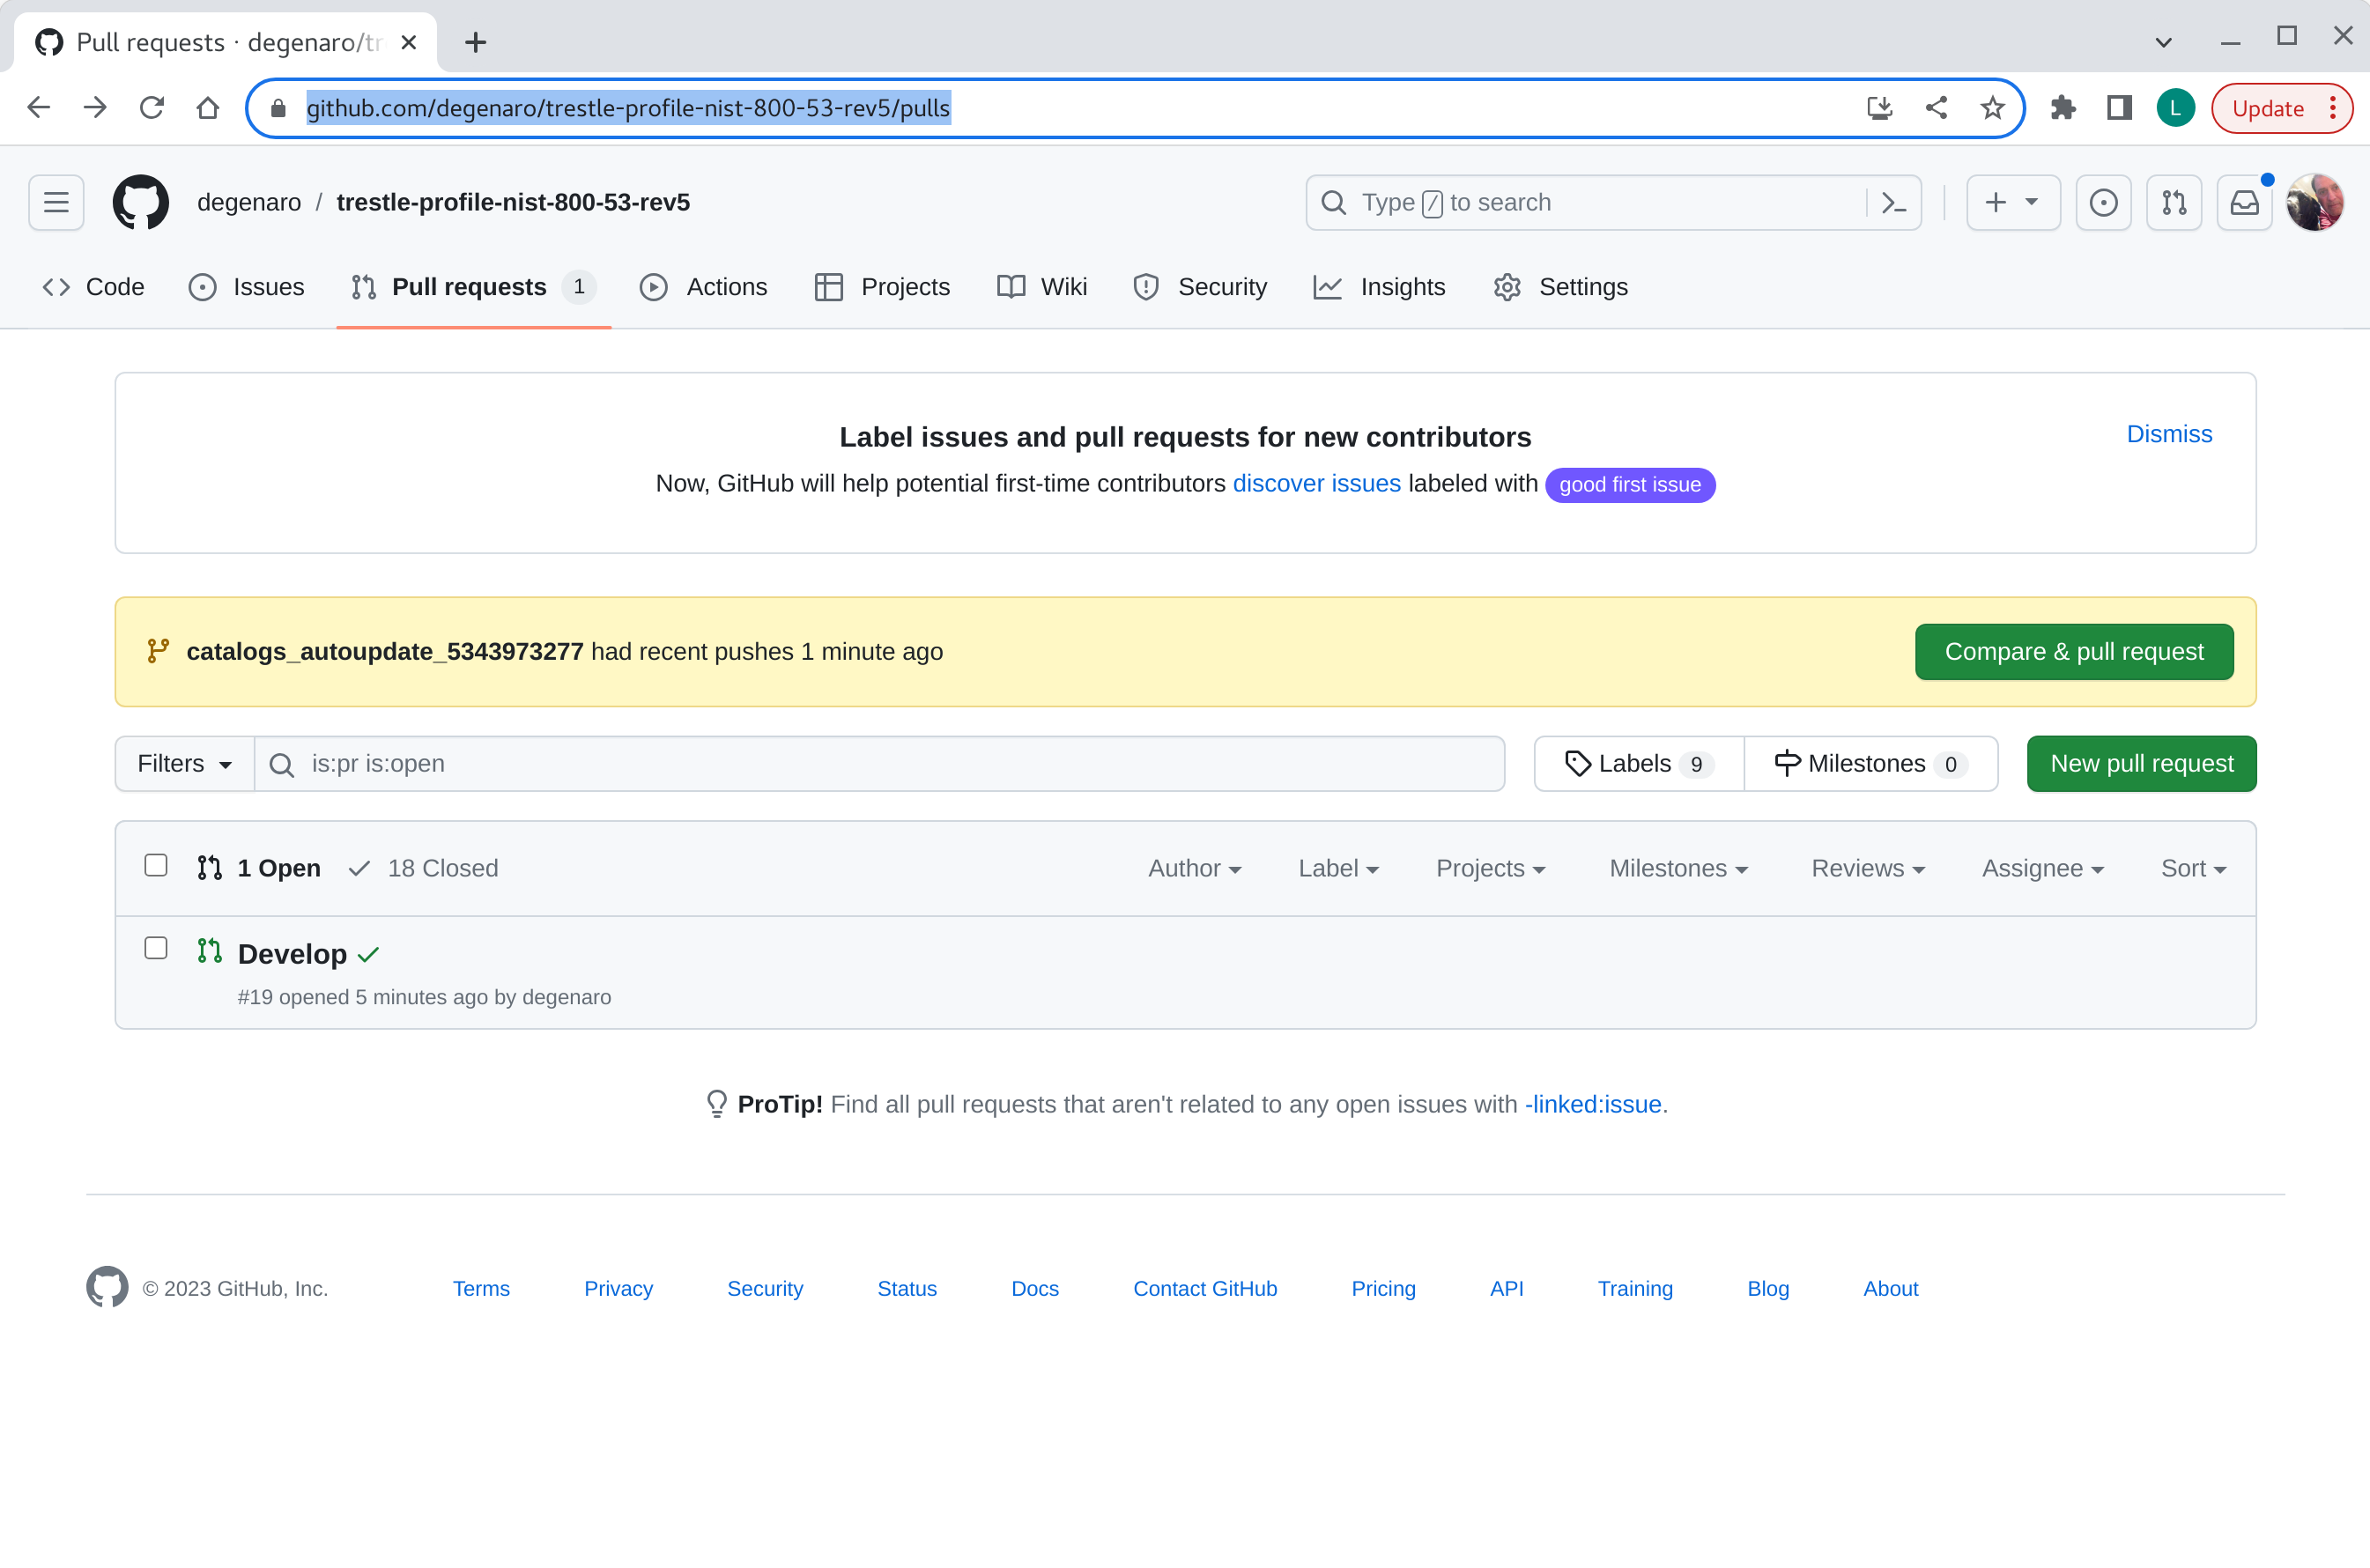 Pull requests · degenaro/tr
github.com/degenaro/trestle-profile-nist-800-53-rev5/pulls
L
Update
degenaro / trestle-profile-nist-800-53-rev5
Type / to search
Code Issues Pull requests 1 Actions Projects Wiki Security Insights Settings
Label issues and pull requests for new contributors
Dismiss
Now, GitHub will help potential first-time contributors discover issues labeled with good first issue
catalogs_autoupdate_5343973277 had recent pushes 1 minute ago
Compare & pull request
Filters is:pr is:open Labels 9 Milestones 0 New pull request
1 Open 18 Closed Author Label Projects Milestones Reviews Assignee Sort
Develop
#19 opened 5 minutes ago by degenaro
ProTip! Find all pull requests that aren't related to any open issues with -linked:issue.
© 2023 GitHub, Inc. Terms Privacy Security Status Docs Contact GitHub Pricing API Training Blog About